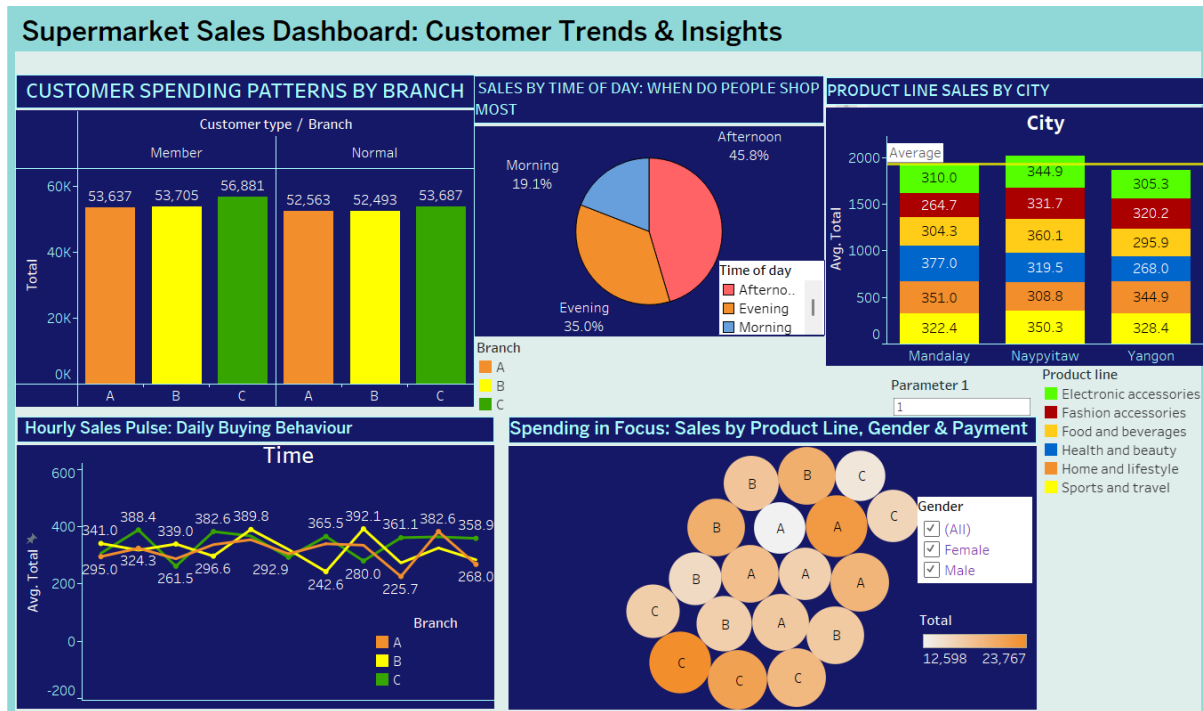 Supermarket Sales Dashboard: Customer Trends & Insights
CUSTOMER SPENDING PATTERNS BY BRANCH
Customer type / Branch
Member
Normal
60K
40K
20K
0K
Total
53,637
53,705
56,881
52,563
52,493
53,687
A
B
C
A
B
C
SALES BY TIME OF DAY: WHEN DO PEOPLE SHOP
MOST
Afternoon
45.8%
Morning
19.1%
Evening
35.0%
Time of day
Afterno..
Evening
Morning
Branch
A
B
C
PRODUCT LINE SALES BY CITY
City
Average
2000
1500
1000
500
0
Avg. Total
310.0
344.9
305.3
264.7
331.7
320.2
304.3
360.1
295.9
377.0
319.5
268.0
351.0
308.8
344.9
322.4
350.3
328.4
Mandalay
Naypyitaw
Yangon
Parameter 1
1
Product line
Electronic accessories
Fashion accessories
Food and beverages
Health and beauty
Home and lifestyle
Sports and travel
Hourly Sales Pulse: Daily Buying Behaviour
Time
600
400
200
0
-200
Avg. Total
341.0
388.4
339.0
382.6
389.8
365.5
392.1
361.1
382.6
358.9
295.0
324.3
261.5
296.6
292.9
242.6
280.0
225.7
268.0
Branch
A
B
C
Spending in Focus: Sales by Product Line, Gender & Payment
B
B
C
C
B
A
A
B
A
A
A
C
B
A
B
C
C
C
Gender
(All)
Female
Male
Total
12,598
23,767